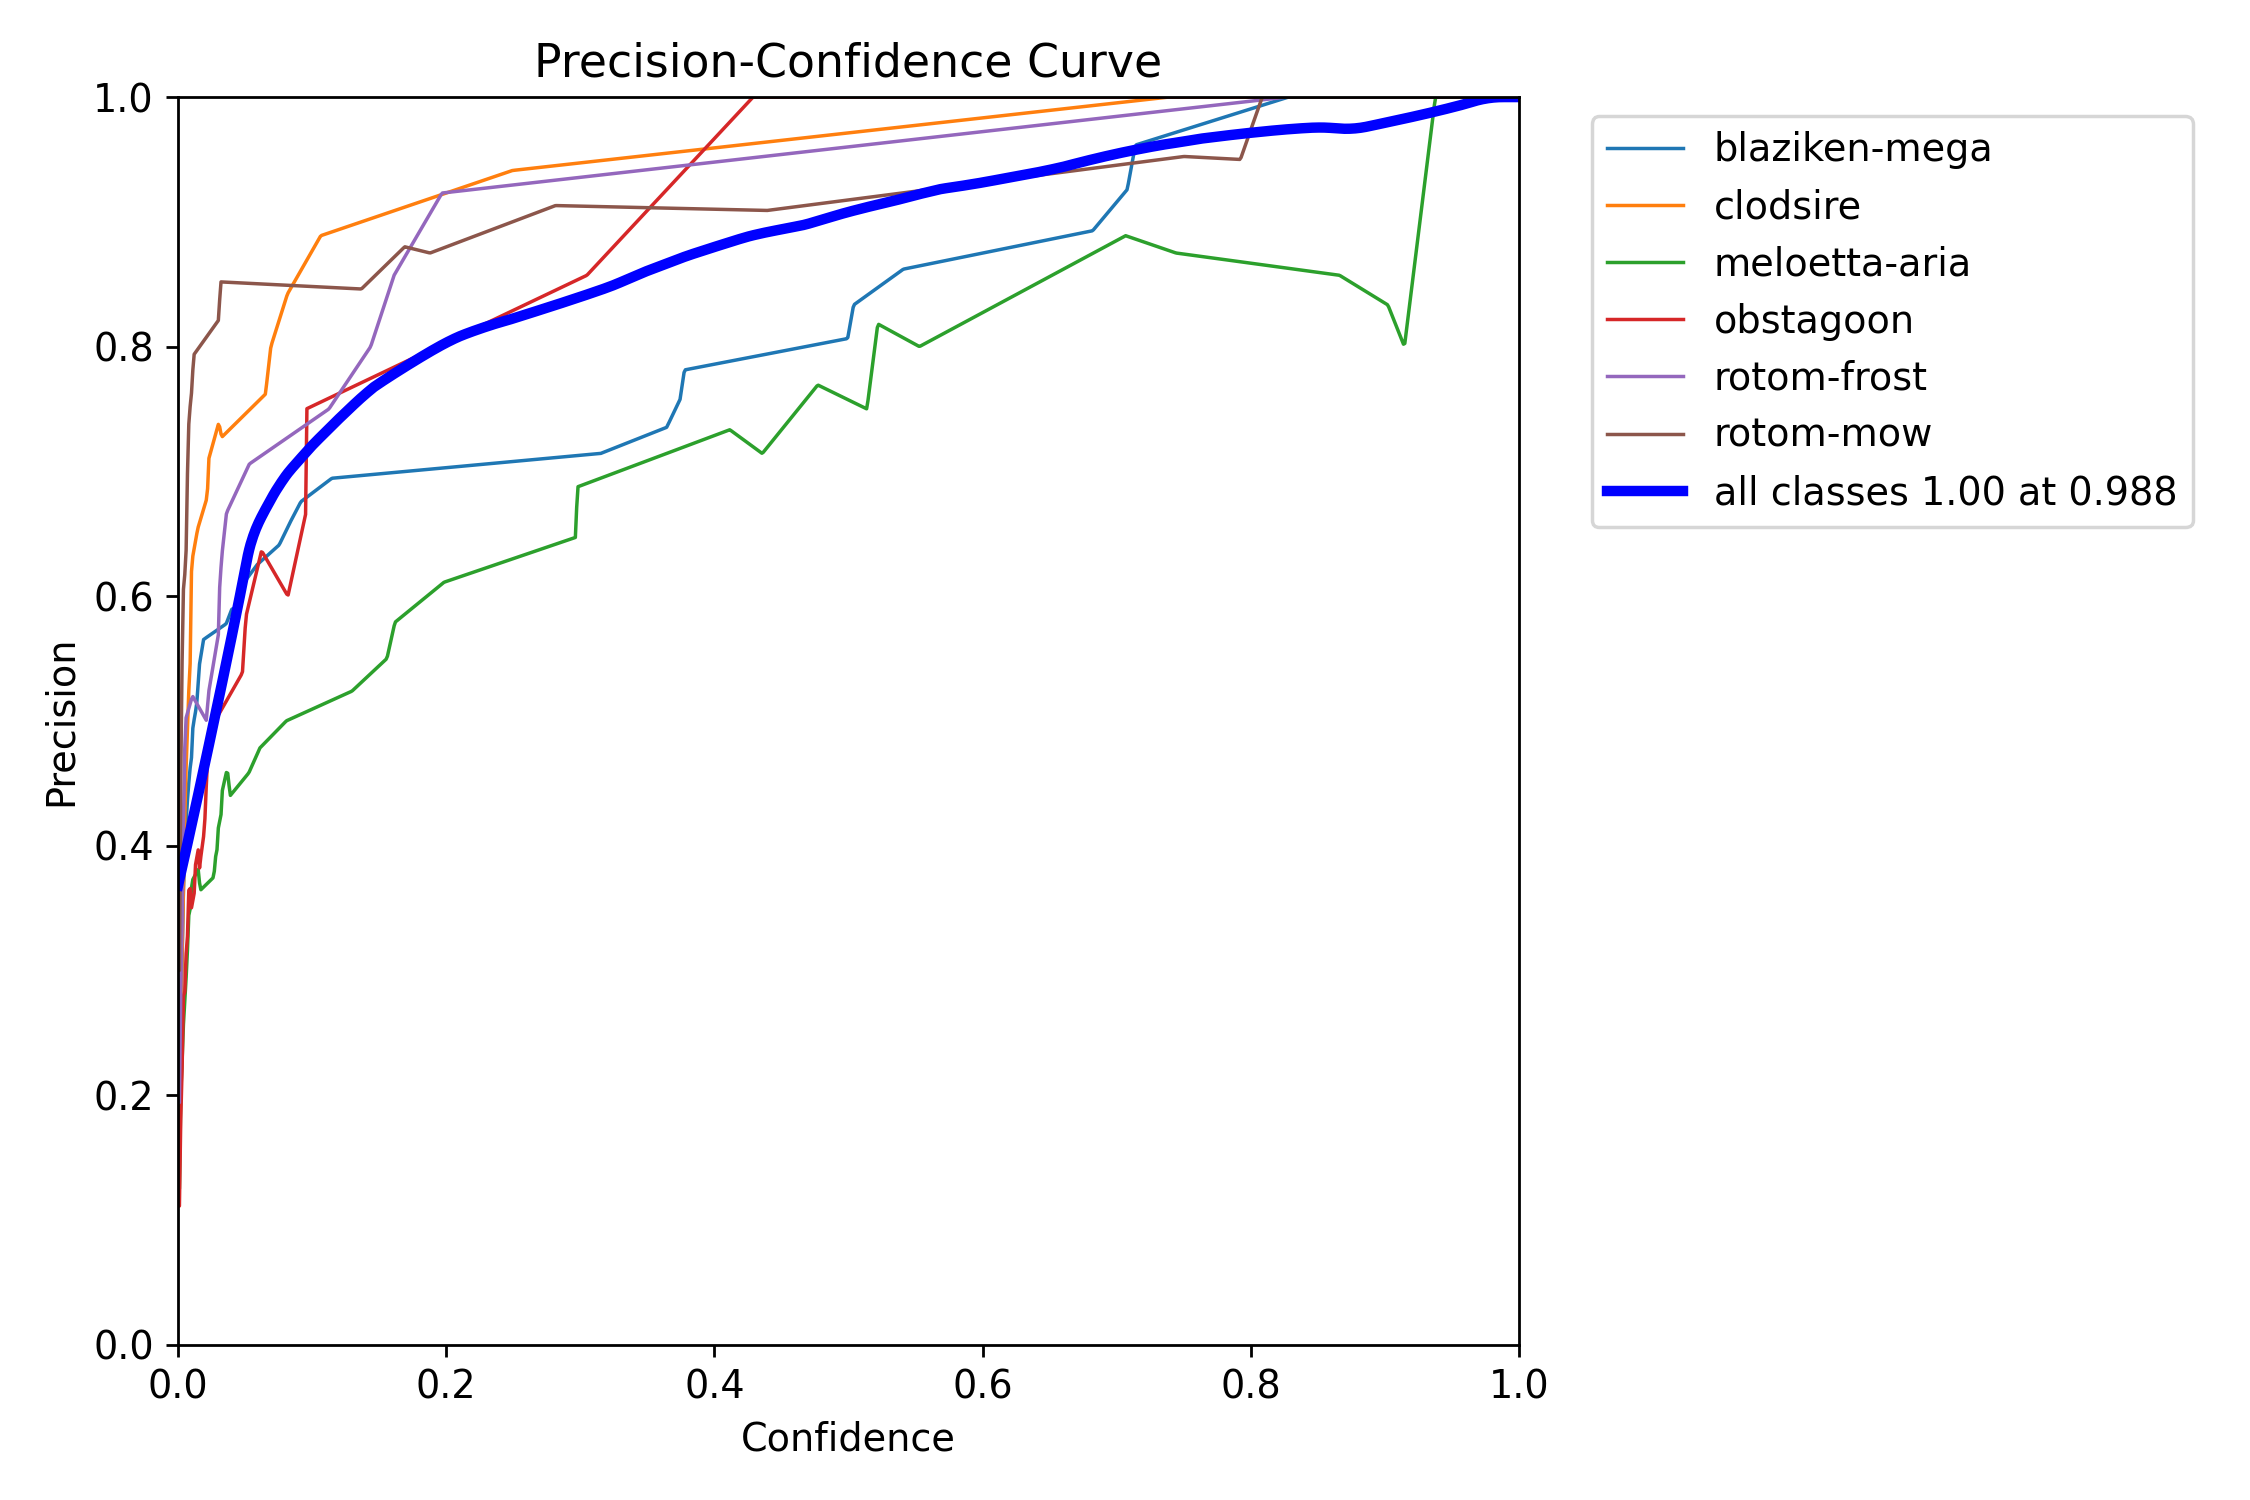 Precision-Confidence Curve
1.0
0.8
0.6
0.4
0.2
0.0
Precision
0.0 0.2 0.4 0.6 0.8 1.0
Confidence
blaziken-mega
clodsire
meloetta-aria
obstagoon
rotom-frost
rotom-mow
all classes 1.00 at 0.988